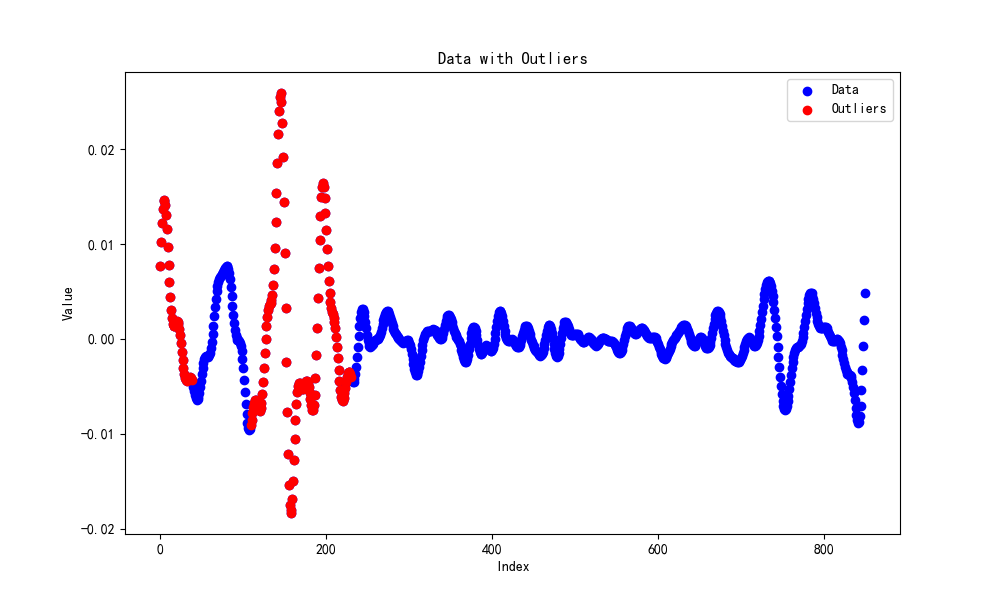 Data with Outliers
Data
Outliers
Value
0.02
0.01
0.00
-0.01
-0.02
0 200 400 600 800
Index